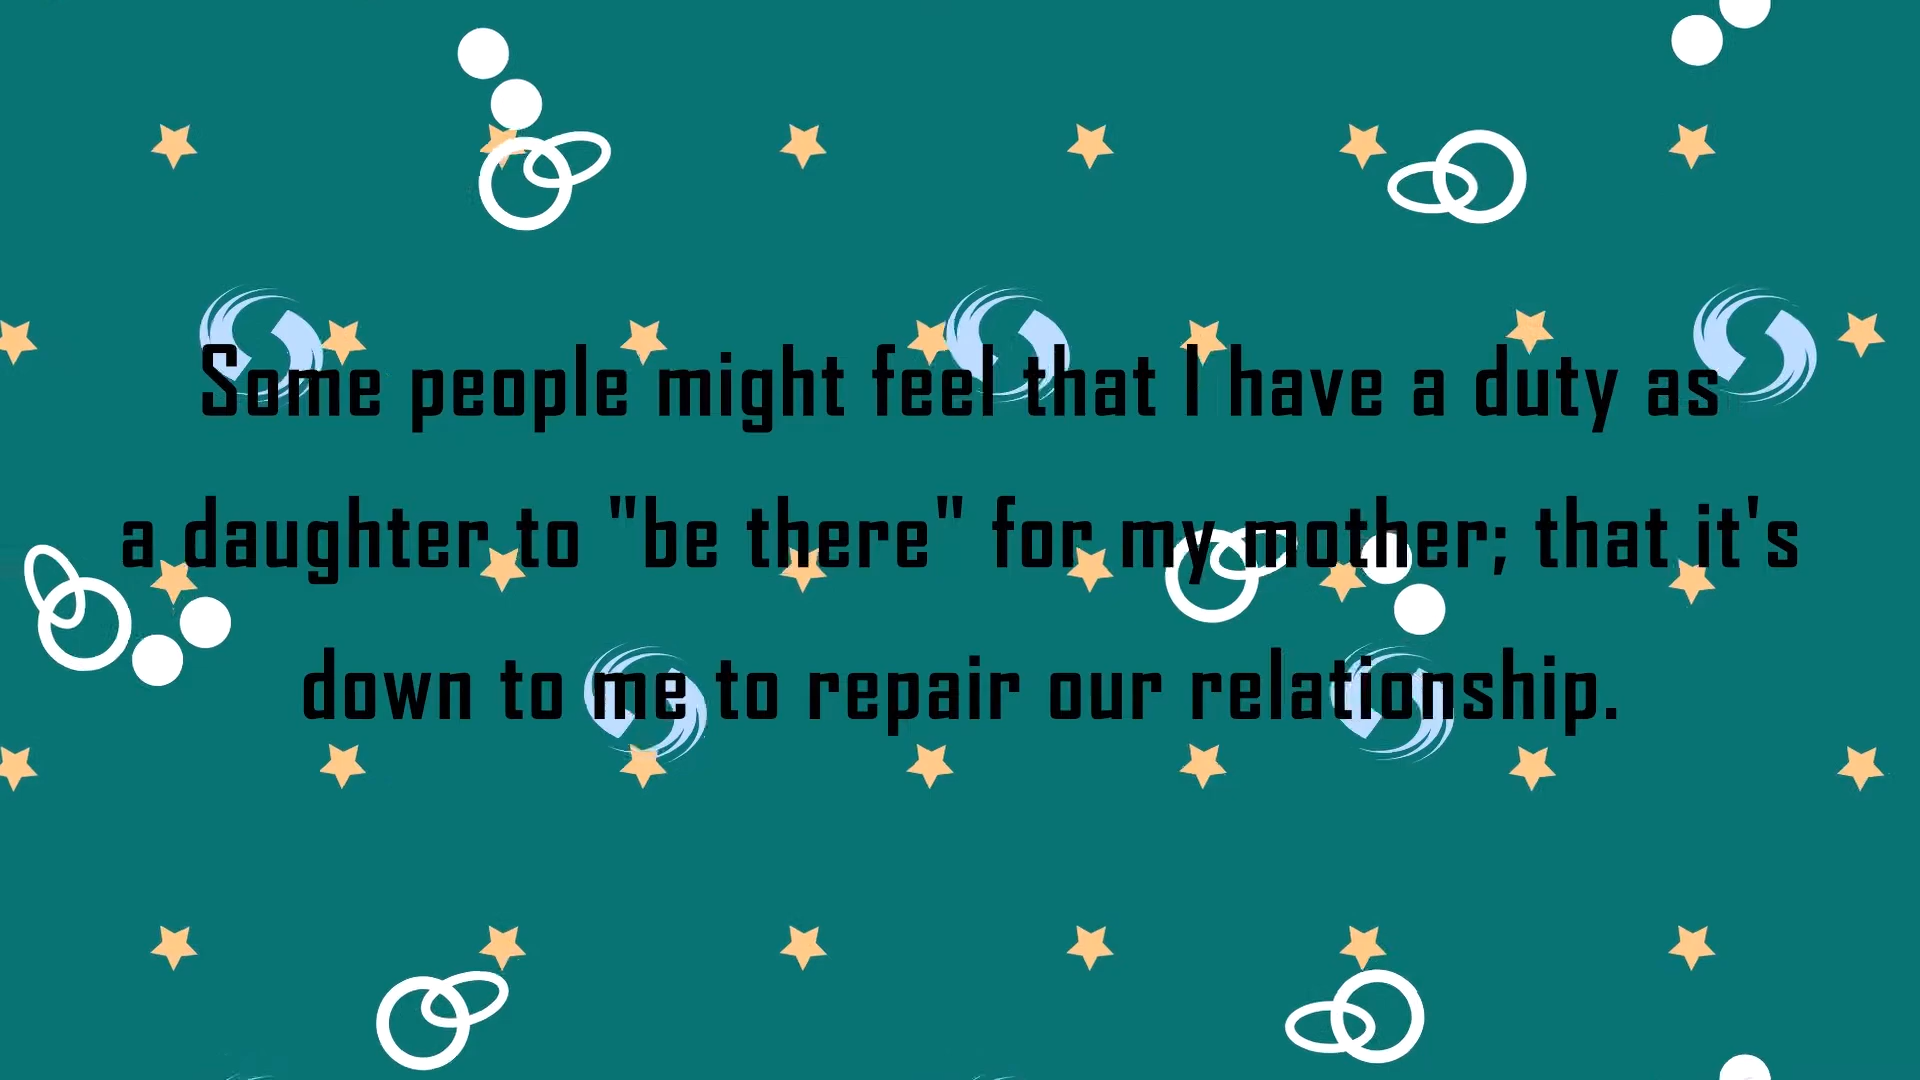 Some people might feel that I have a duty as
a daughter to "be there" for my mother; that it's
down to me to repair our relationship.